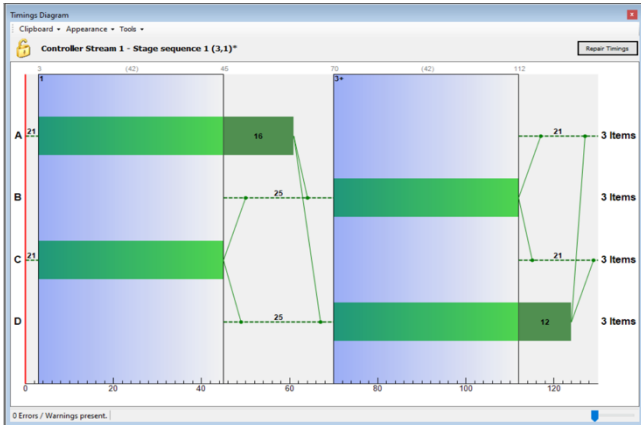 Timings Diagram
Clipboard Appearance Tools
Controller Stream 1 - Stage sequence 1 (3,1)* Repair Timings
3 (42) 45 70 (42) 112
1 3+
A 21 16 21 3 Items
B 25 3 Items
C 21 21 3 Items
D 25 12 3 Items
0 20 40 60 80 100 120
0 Errors / Warnings present.